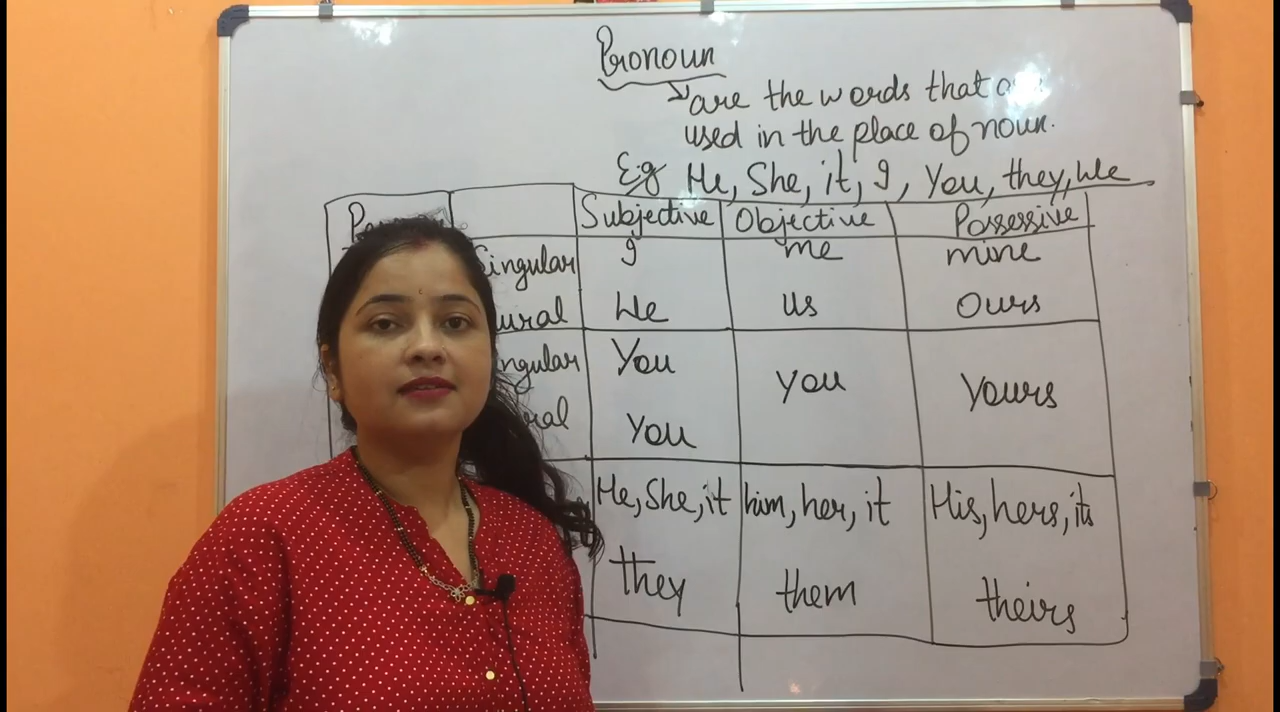 Pronoun
are the words that
used in the place of noun.
Eg He, She, it, I, You, they, We
Subjective Objective Possessive
Singular I me mine
We us Ours
You
you Yours
You
He, She, it him, her, it His, hers, its
they them theirs